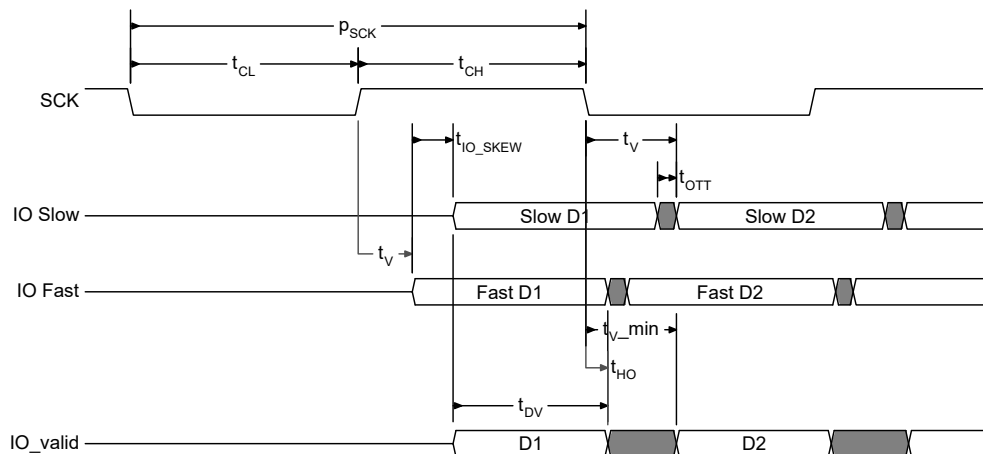 pSCK
tCL tCH
SCK
tIO_SKEW tV
tOTT
IO Slow Slow D1 Slow D2
tV
IO Fast Fast D1 Fast D2
tV_min
tHO
tDV
IO_valid D1 D2